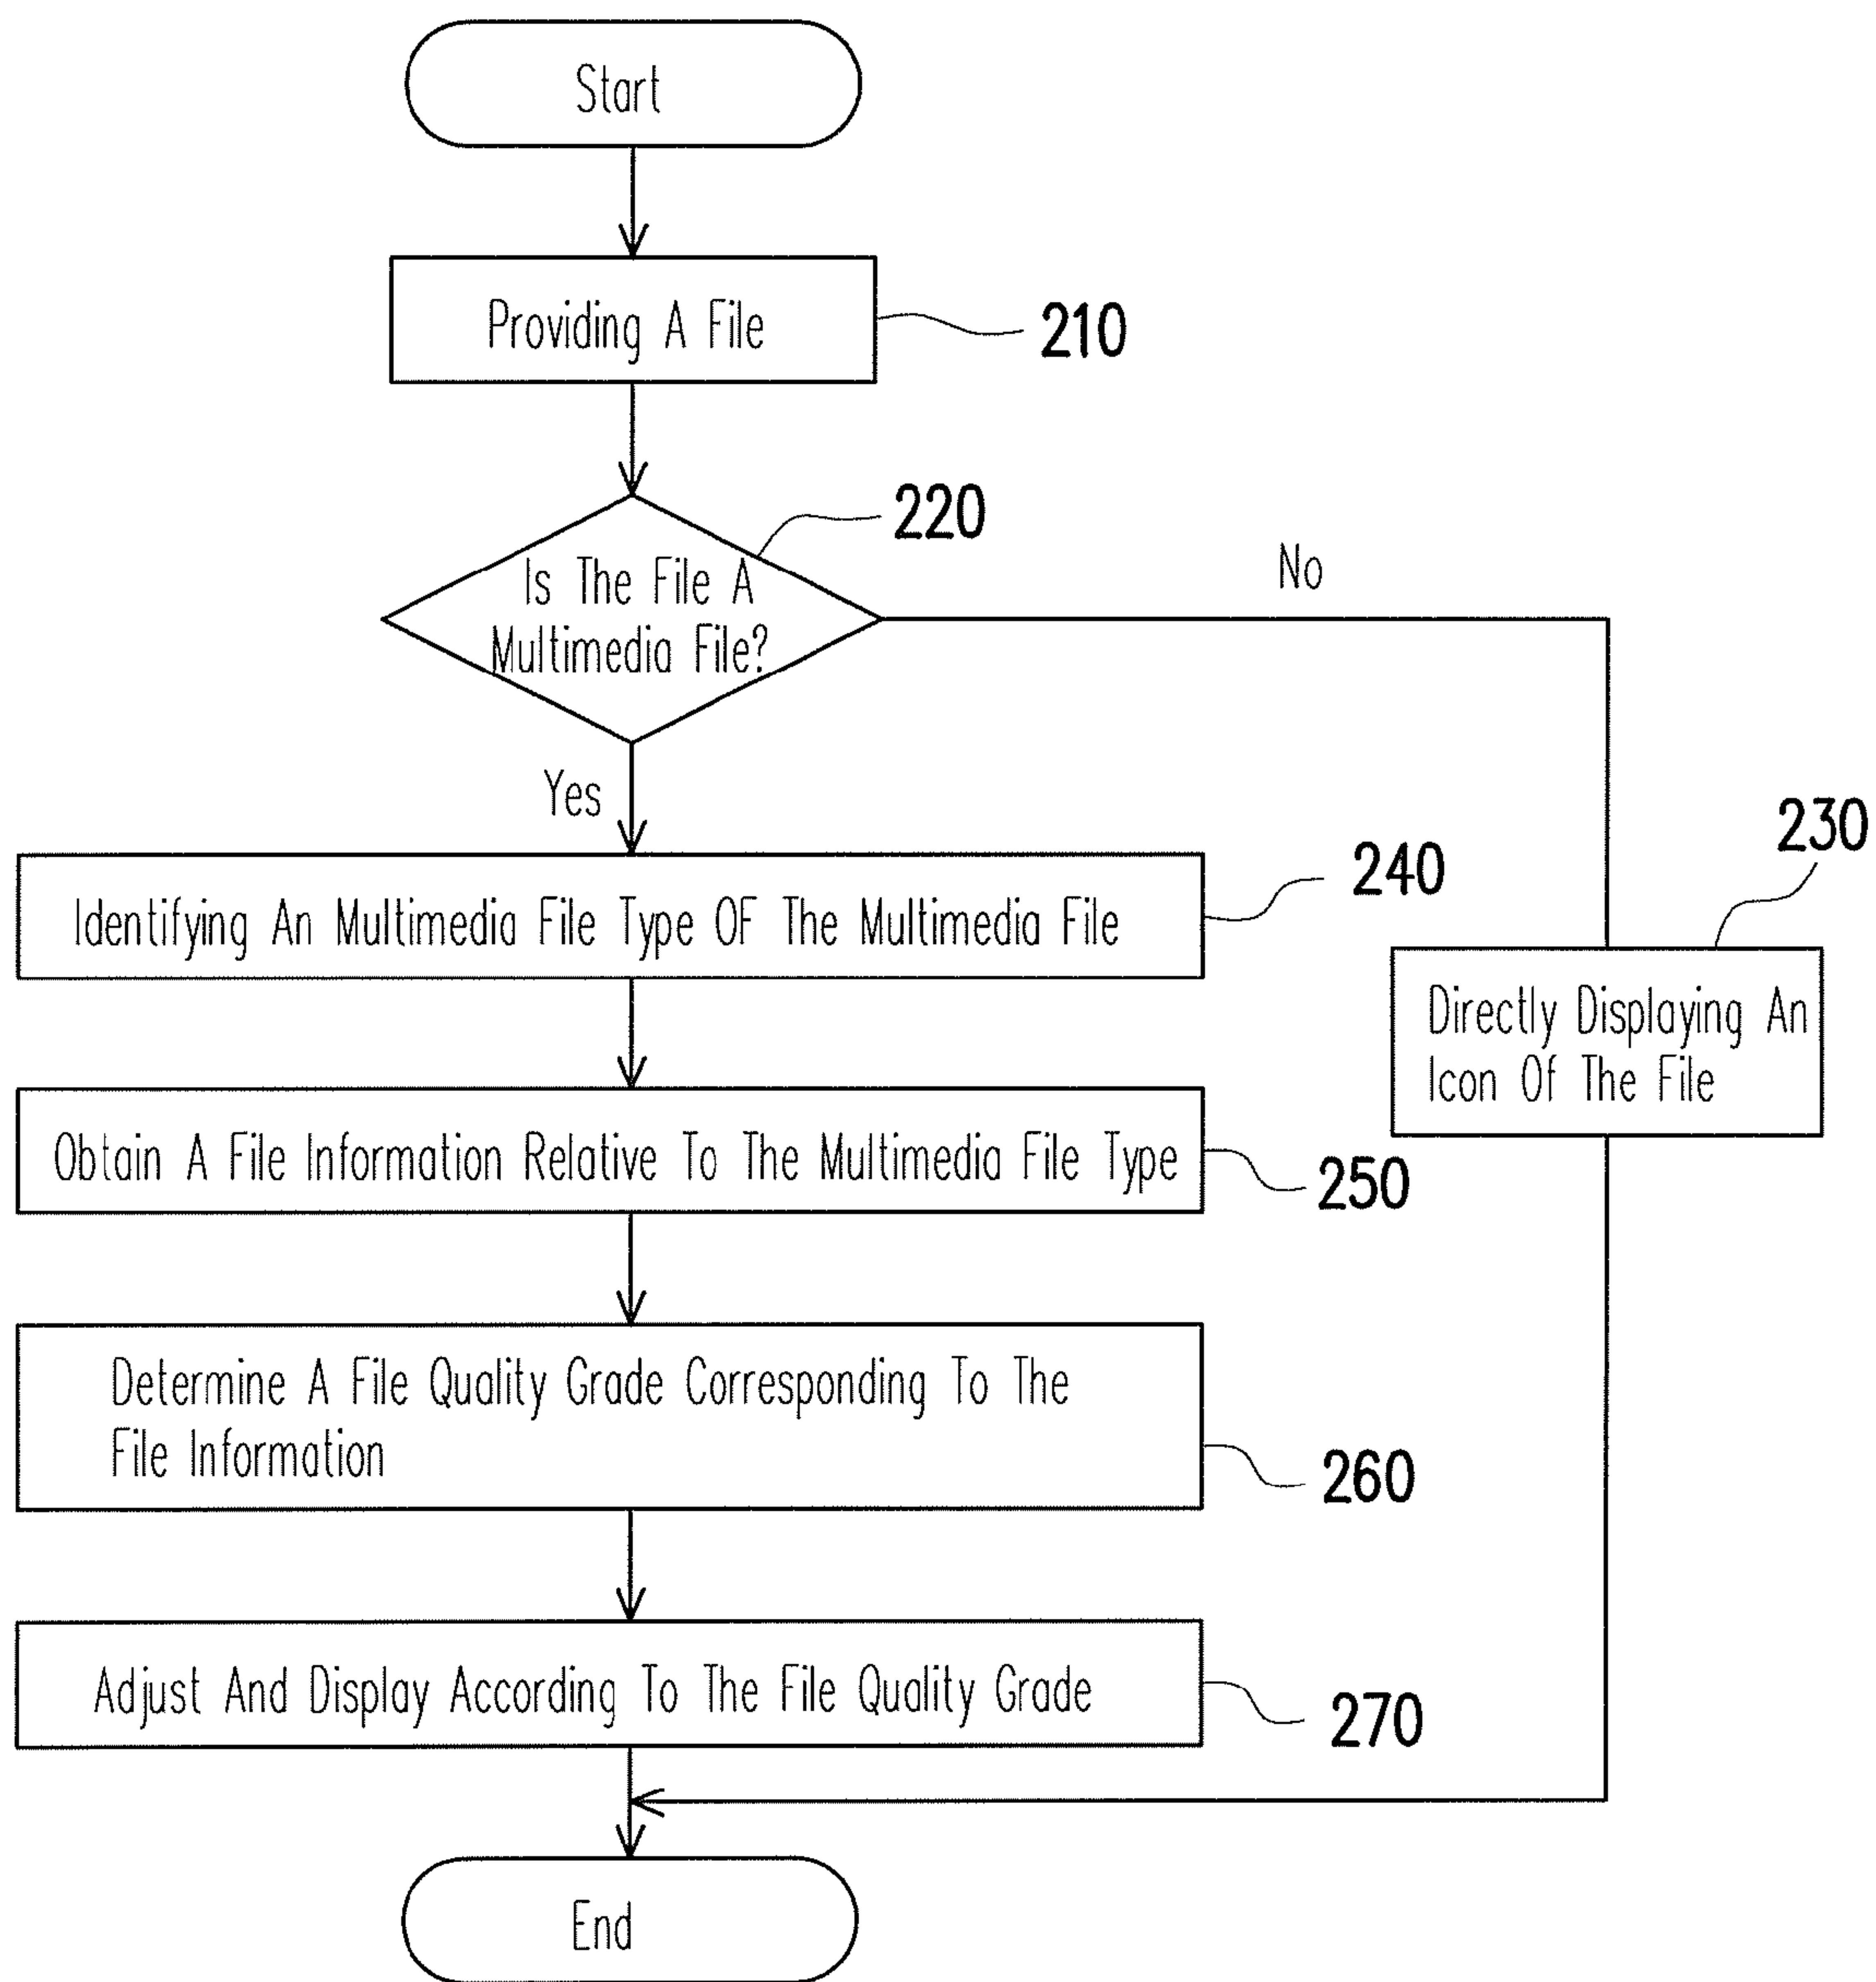 Start
Providing A File
210
220
Is The File A
Multimedia File?
No
Yes
230
240
Identifying An Multimedia File Type OF The Multimedia File
Directly Displaying An
Icon Of The File
Obtain A File Information Relative To The Multimedia File Type
250
Determine A File Quality Grade Corresponding To The
File Information
260
Adjust And Display According To The File Quality Grade
270
End